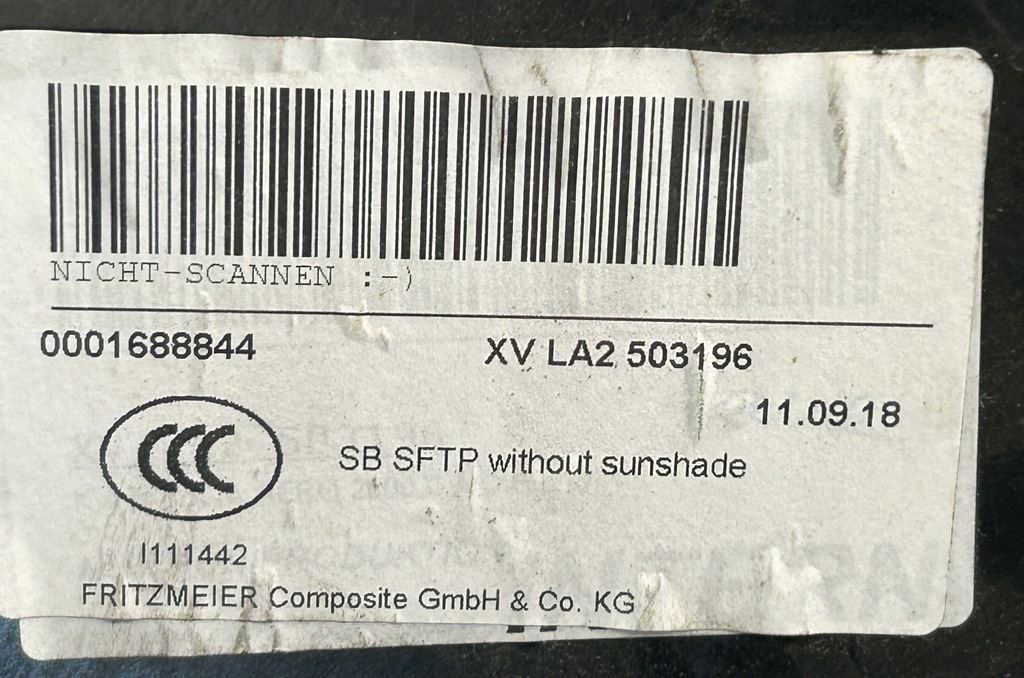 NICHT-SCANNEN :-)
0001688844 XV LA2 503196
11.09.18
CCC
SB SFTP without sunshade
I111442
FRITZMEIER Composite GmbH & Co. KG